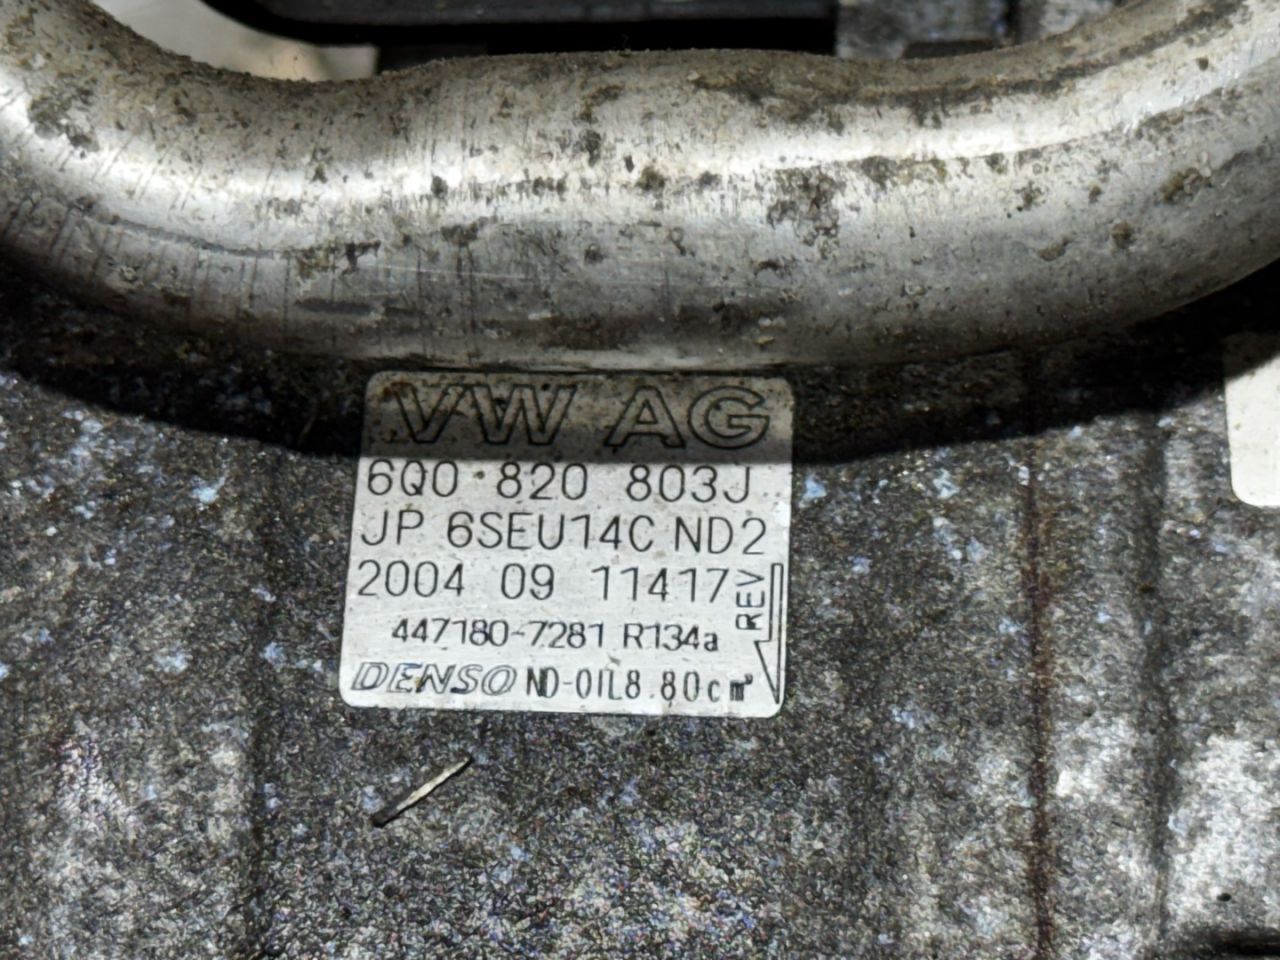 VW AG
6Q0 820 803J
JP 6SEU14C ND2
2004 09 11417
REV
447180-7281 R134a
DENSO ND-OIL8.80cm³